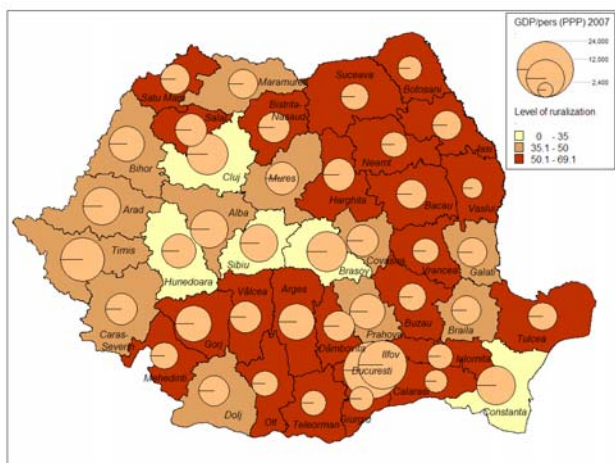 GDP/pers (PPP) 2007
24,000
12,000
2,400
Level of ruralization
0 - 35
35.1 - 50
50.1 - 69.1
Botosani
Suceava
Maramures
Satu Mare
Bistrita-
Nasaud
Salaj
Iasi
Bihor
Cluj
Neamt
Mures
Harghita
Bacau
Vaslui
Arad
Alba
Timis
Hunedoara
Sibiu
Brasov
Covasna
Vrancea
Galati
Caras-
Severin
Gorj
Vâlcea
Arges
Prahova
Buzau
Braila
Tulcea
Dâmbovita
Mehedinti
Ilfov
Bucuresti
Ialomita
Calarasi
Constanta
Dolj
Olt
Teleorman
Giurgiu